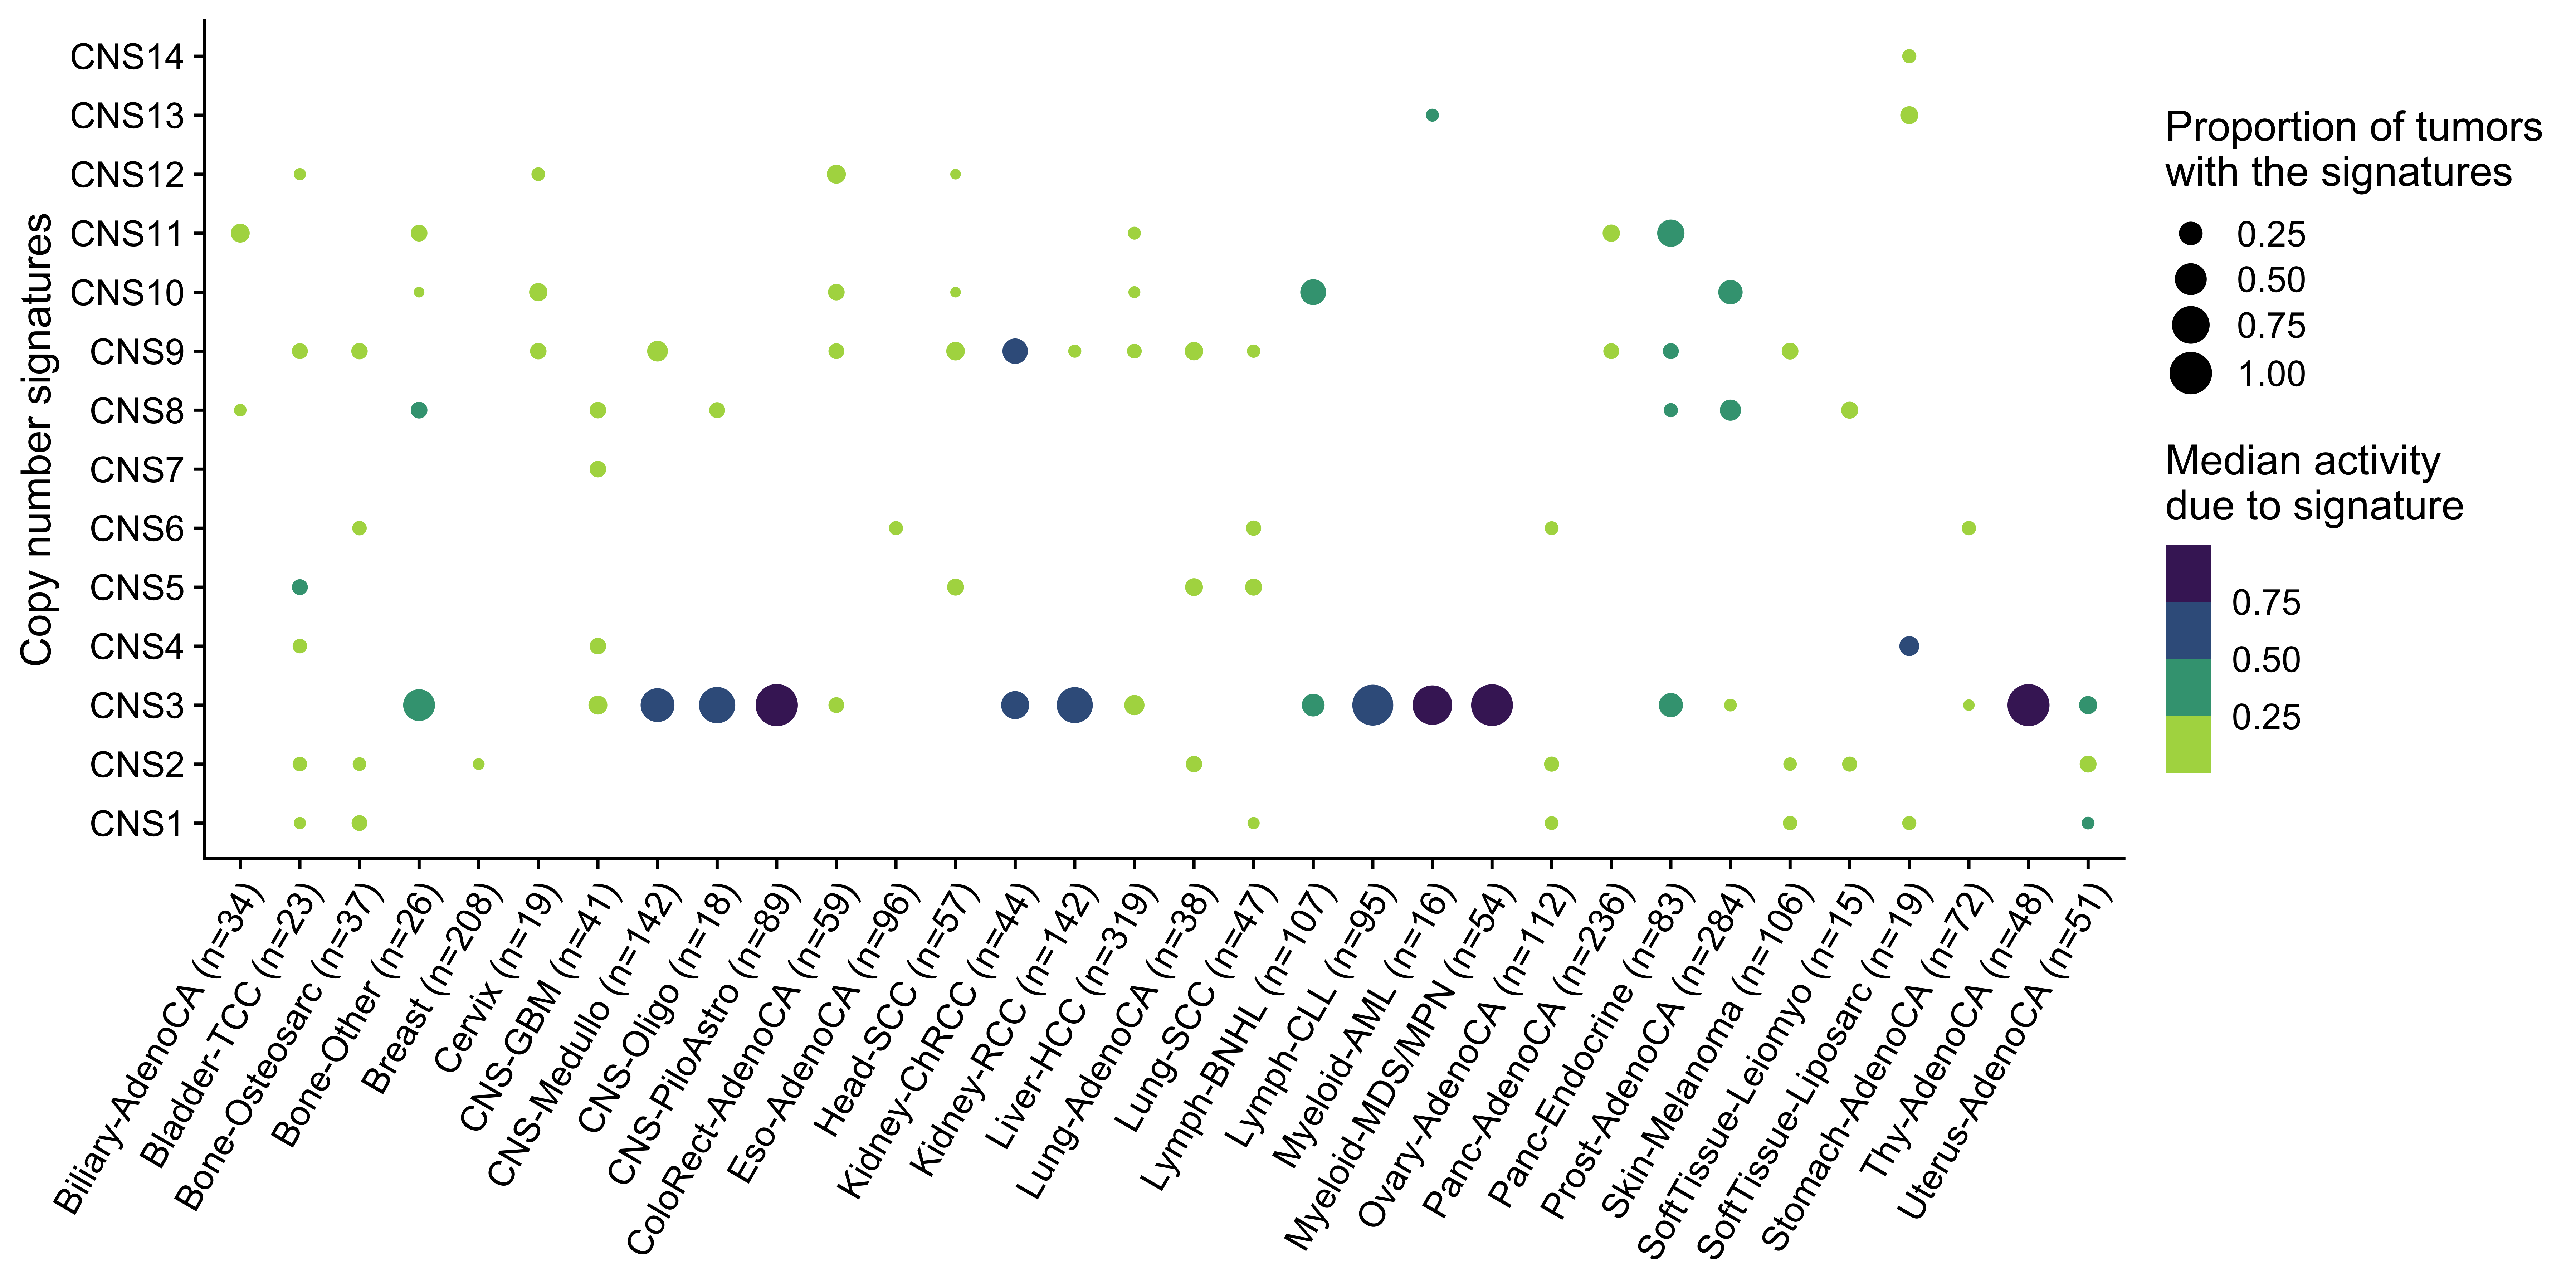 Copy number signatures
CNS14
CNS13
CNS12
CNS11
CNS10
CNS9
CNS8
CNS7
CNS6
CNS5
CNS4
CNS3
CNS2
CNS1
Biliary-AdenoCA (n=34)
Bladder-TCC (n=23)
Bone-Osteosarc (n=37)
Bone-Other (n=26)
Breast (n=208)
Cervix (n=19)
CNS-GBM (n=41)
CNS-Medullo (n=142)
CNS-Oligo (n=18)
CNS-PiloAstro (n=89)
ColoRect-AdenoCA (n=59)
Eso-AdenoCA (n=96)
Head-SCC (n=57)
Kidney-ChRCC (n=44)
Kidney-RCC (n=142)
Liver-HCC (n=319)
Lung-AdenoCA (n=38)
Lung-SCC (n=47)
Lymph-BNHL (n=107)
Lymph-CLL (n=95)
Myeloid-AML (n=16)
Myeloid-MDS/MPN (n=54)
Ovary-AdenoCA (n=112)
Panc-AdenoCA (n=236)
Panc-Endocrine (n=83)
Prost-AdenoCA (n=284)
Skin-Melanoma (n=106)
SoftTissue-Leiomyo (n=15)
SoftTissue-Liposarc (n=19)
Stomach-AdenoCA (n=72)
Thy-AdenoCA (n=48)
Uterus-AdenoCA (n=51)
Proportion of tumors
with the signatures
0.25
0.50
0.75
1.00
Median activity
due to signature
0.75
0.50
0.25